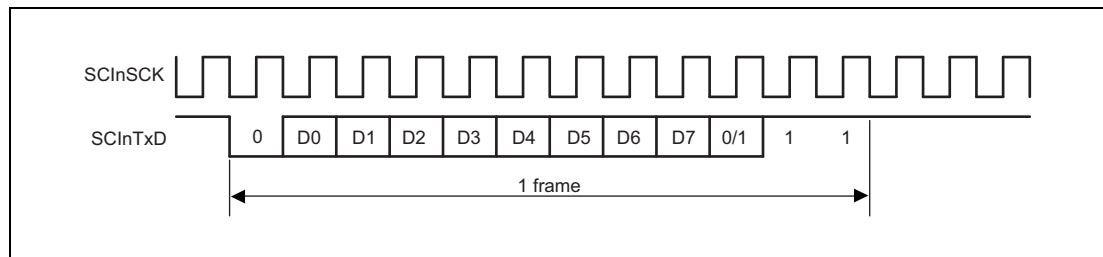 SCInSCK
SCInTxD
0 D0 D1 D2 D3 D4 D5 D6 D7 0/1 1 1
1 frame